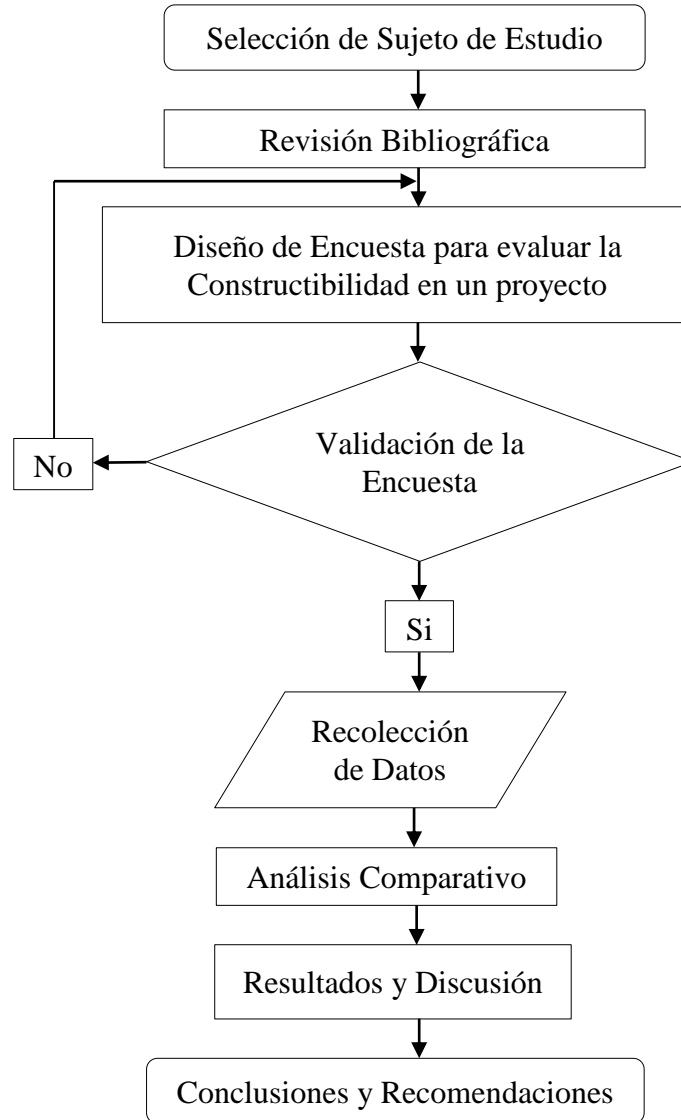 Selección de Sujeto de Estudio
Revisión Bibliográfica
Diseño de Encuesta para evaluar la
Constructibilidad en un proyecto
Validación de la
Encuesta
No
Si
Recolección
de Datos
Análisis Comparativo
Resultados y Discusión
Conclusiones y Recomendaciones